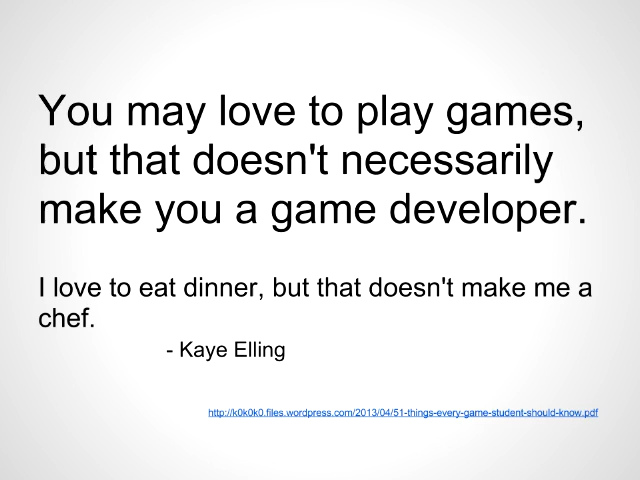 You may love to play games,
but that doesn't necessarily
make you a game developer.
I love to eat dinner, but that doesn't make me a
chef.
- Kaye Elling
http://k0k0k0.files.wordpress.com/2013/04/51-things-every-game-student-should-know.pdf